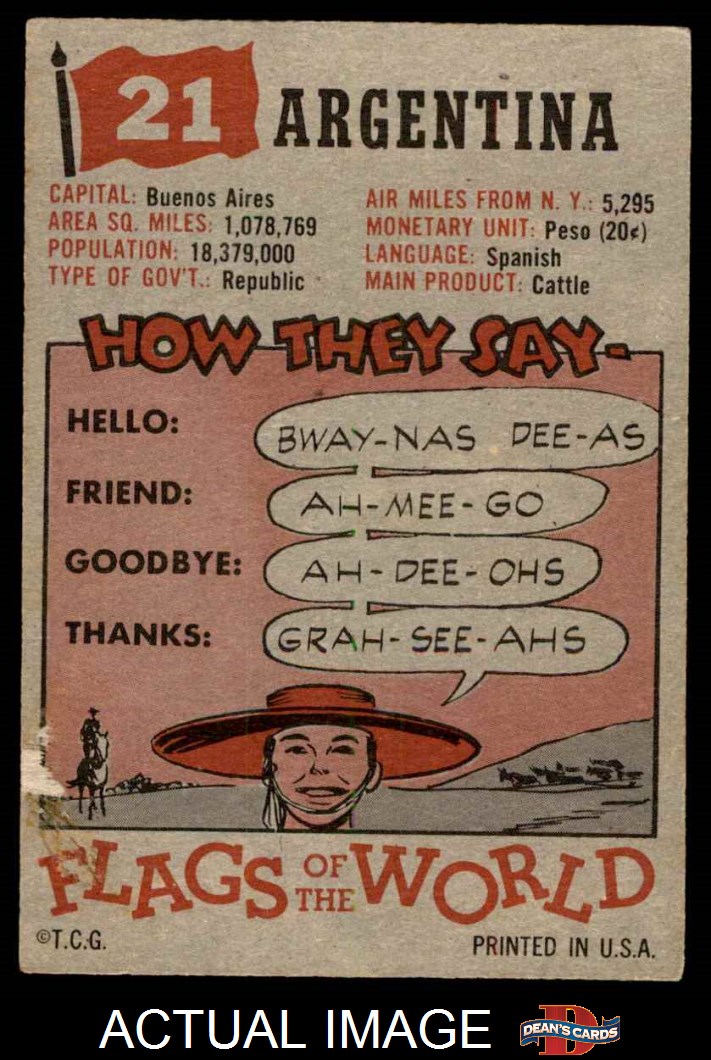 21 ARGENTINA
CAPITAL: Buenos Aires
AREA SQ. MILES: 1,078,769
POPULATION: 18,379,000
TYPE OF GOV'T.: Republic
AIR MILES FROM N. Y.: 5,295
MONETARY UNIT: Peso (20¢)
LANGUAGE: Spanish
MAIN PRODUCT: Cattle
HOW THEY SAY-
HELLO: BWAY-NAS DEE-AS
FRIEND: AH-MEE-GO
GOODBYE: AH-DEE-OHS
THANKS: GRAH-SEE-AHS
FLAGS OF THE WORLD
©T.C.G. PRINTED IN U.S.A.
ACTUAL IMAGE
D
DEAN'S CARDS